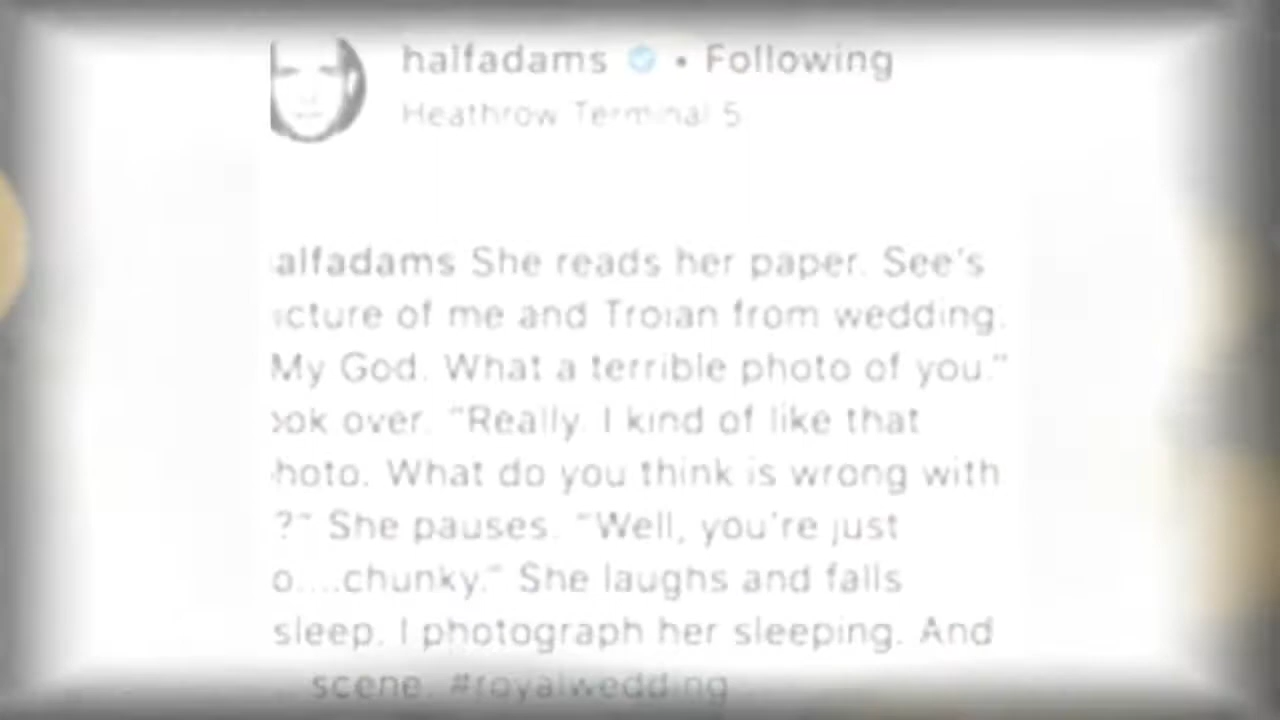 halfadams • Following
Heathrow Terminal 5
alfadams She reads her paper. See's
icture of me and Troian from wedding.
My God. What a terrible photo of you."
ook over. "Really. I kind of like that
hoto. What do you think is wrong with
?" She pauses. "Well, you're just
o....chunky." She laughs and falls
sleep. I photograph her sleeping. And
scene. #royalwedding